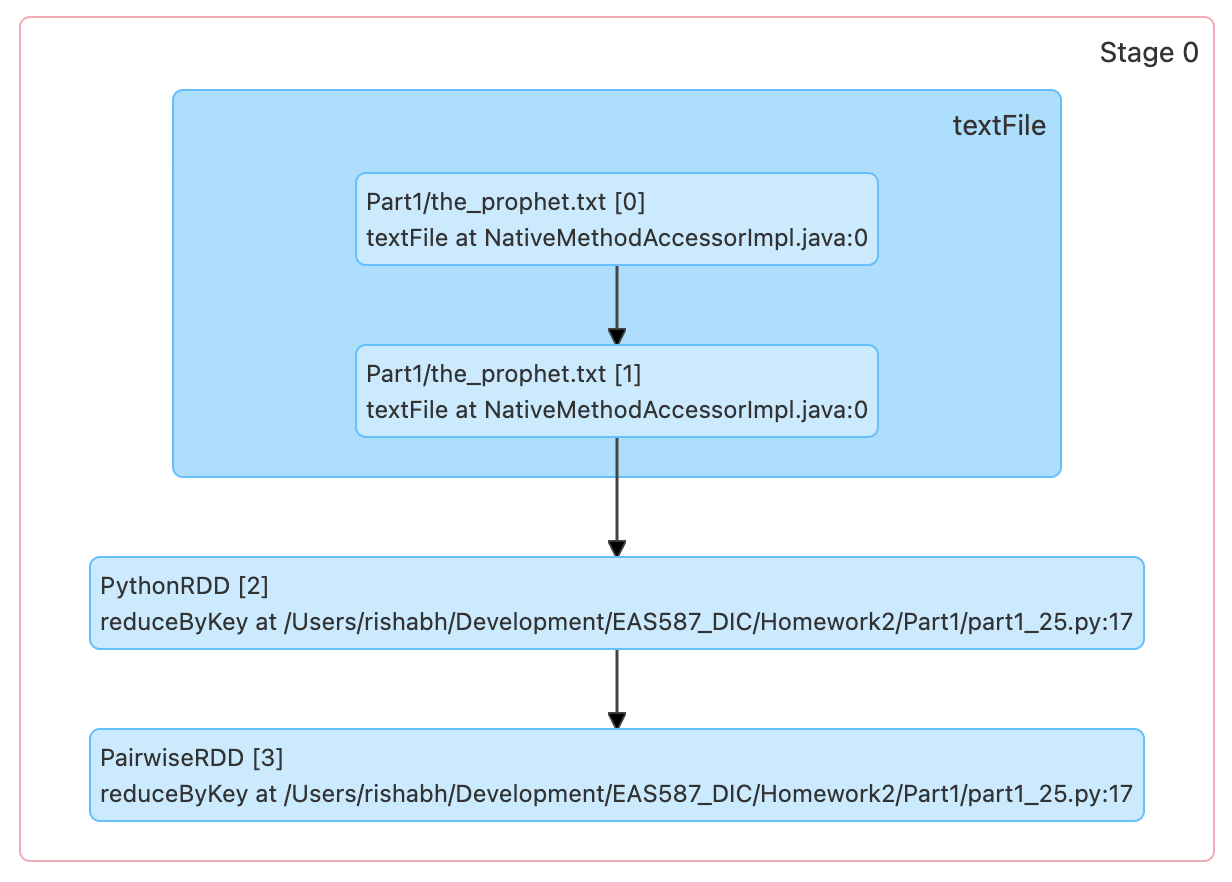 Stage 0
textFile
Part1/the_prophet.txt [0]
textFile at NativeMethodAccessorImpl.java:0
Part1/the_prophet.txt [1]
textFile at NativeMethodAccessorImpl.java:0
PythonRDD [2]
reduceByKey at /Users/rishabh/Development/EAS587_DIC/Homework2/Part1/part1_25.py:17
PairwiseRDD [3]
reduceByKey at /Users/rishabh/Development/EAS587_DIC/Homework2/Part1/part1_25.py:17